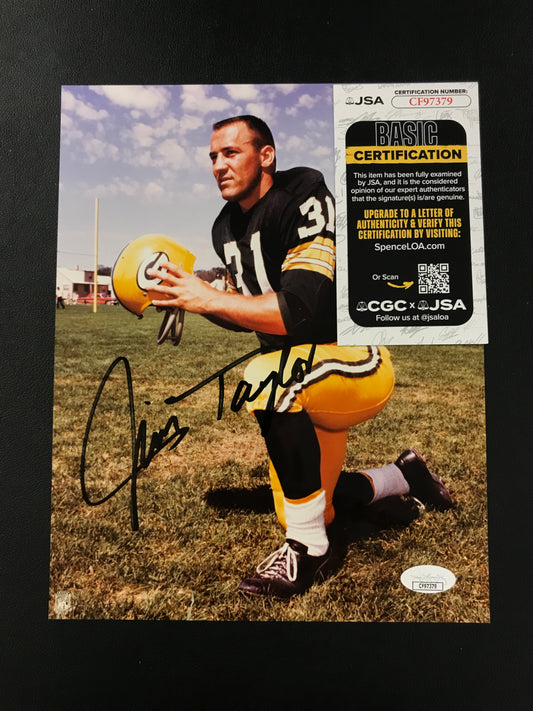 JSA
CERTIFICATION NUMBER:
CF97379
BASIC
CERTIFICATION
This item has been fully examined
by JSA, and it is the considered
opinion of our expert authenticators
that the signature(s) is/are genuine.
UPGRADE TO A LETTER OF
AUTHENTICITY & VERIFY THIS
CERTIFICATION BY VISITING:
SpenceLOA.com
Or Scan
CGC x JSA
Follow us at @jsaloa
31
31
Jim Taylor
CF97379